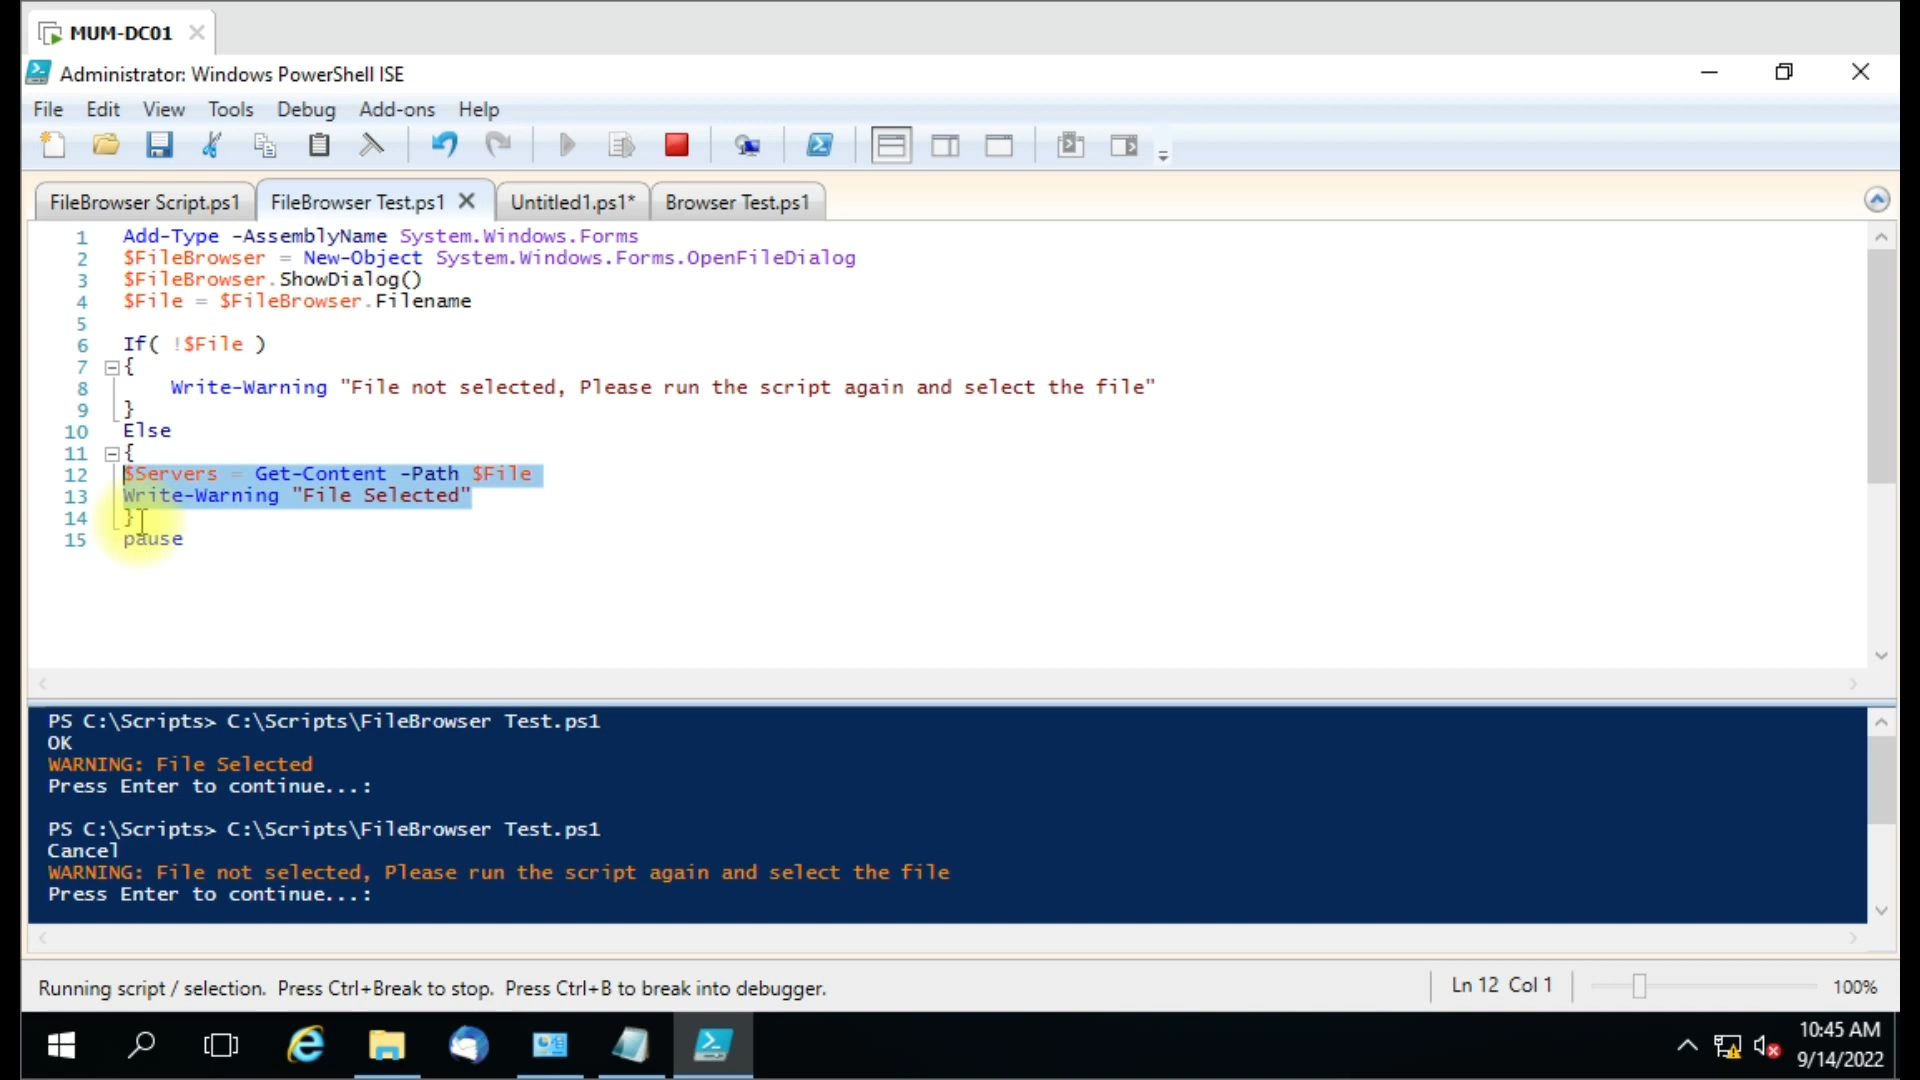 MUM-DC01
Administrator: Windows PowerShell ISE
File Edit View Tools Debug Add-ons Help
FileBrowser Script.ps1 FileBrowser Test.ps1 Untitled1.ps1* Browser Test.ps1
1 Add-Type -AssemblyName System.Windows.Forms
2 $FileBrowser = New-Object System.Windows.Forms.OpenFileDialog
3 $FileBrowser.ShowDialog()
4 $File = $FileBrowser.Filename
5
6 If( !$File )
7 {
8 Write-Warning "File not selected, Please run the script again and select the file"
9 }
10 Else
11 {
12 $Servers = Get-Content -Path $File
13 Write-Warning "File Selected"
14 }
15 pause
PS C:\Scripts> C:\Scripts\FileBrowser Test.ps1
OK
WARNING: File Selected
Press Enter to continue...:
PS C:\Scripts> C:\Scripts\FileBrowser Test.ps1
Cancel
WARNING: File not selected, Please run the script again and select the file
Press Enter to continue...:
Running script / selection. Press Ctrl+Break to stop. Press Ctrl+B to break into debugger.
Ln 12 Col 1
100%
10:45 AM
9/14/2022